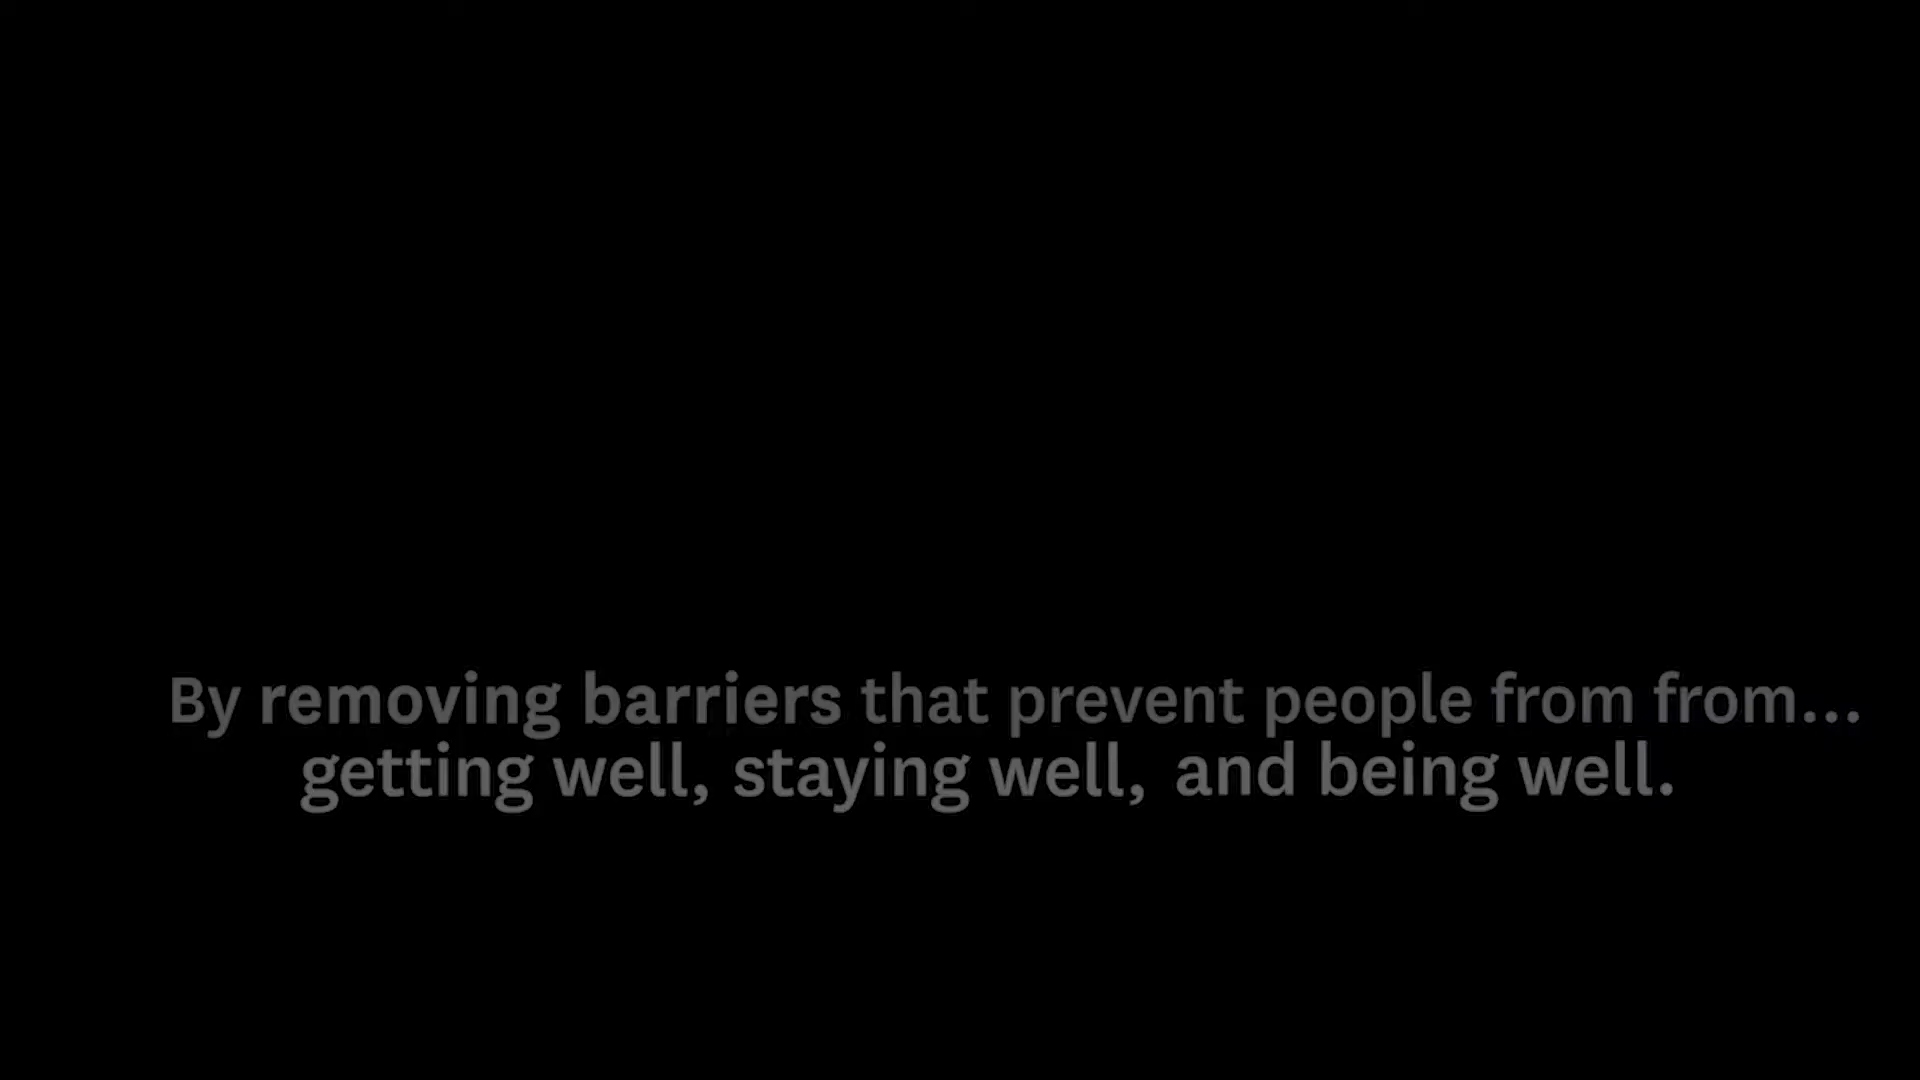 By removing barriers that prevent people from from...
getting well, staying well, and being well.